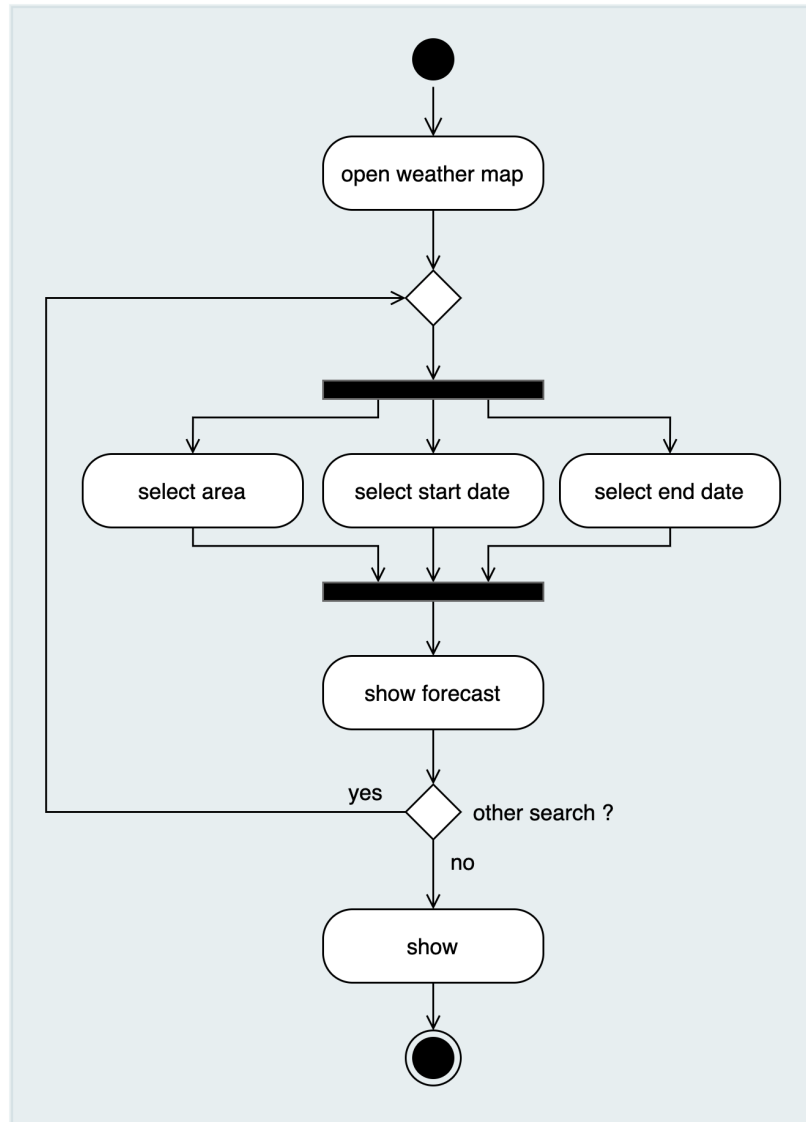 open weather map
select area
select start date
select end date
show forecast
yes
other search ?
no
show